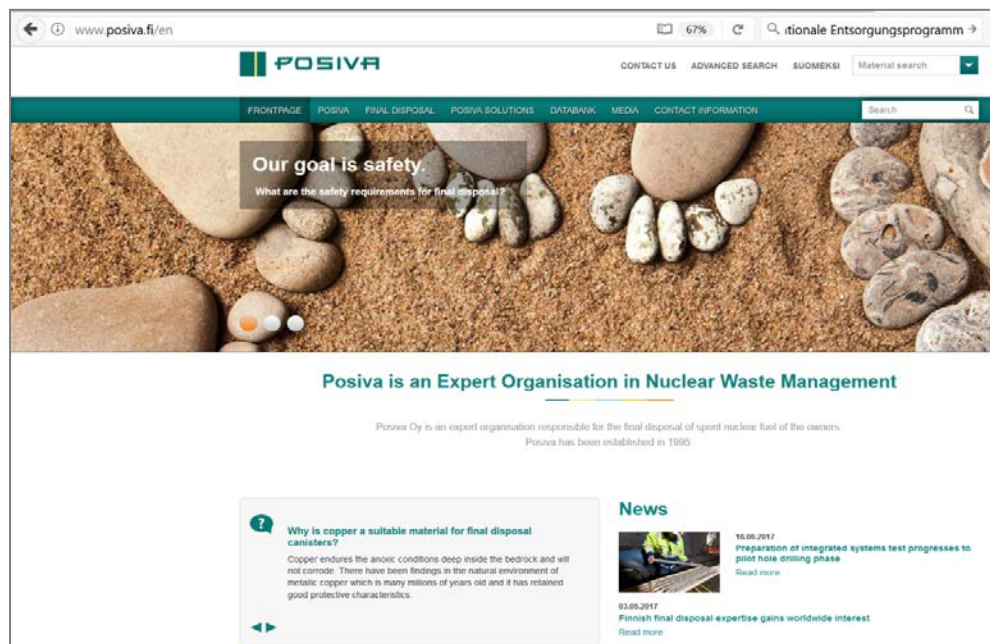 www.posiva.fi/en
67%
tionale Entsorgungsprogramm
POSIVA
CONTACT US ADVANCED SEARCH SUOMEKSI Material search
FRONTPAGE POSIVA FINAL DISPOSAL POSIVA SOLUTIONS DATABANK MEDIA CONTACT INFORMATION Search
Our goal is safety.
What are the safety requirements for final disposal?
Posiva is an Expert Organisation in Nuclear Waste Management
Posiva Oy is an expert organisation responsible for the final disposal of spent nuclear fuel of the owners.
Posiva has been established in 1995
?
Why is copper a suitable material for final disposal
canisters?
Copper endures the anoxic conditions deep inside the bedrock and will
not corrode. There have been findings in the natural environment of
metallic copper which is many millions of years old and it has retained
good protective characteristics.
News
16.06.2017
Preparation of integrated systems test progresses to
pilot hole drilling phase
Read more
03.05.2017
Finnish final disposal expertise gains worldwide interest
Read more